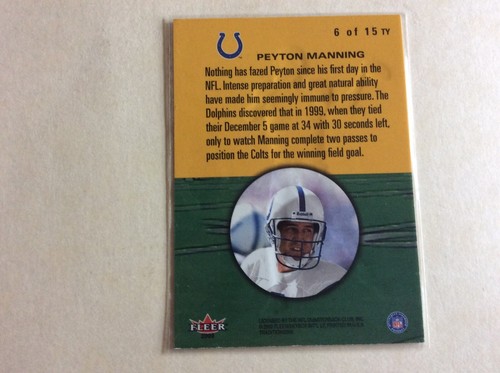 6 of 15 TY
PEYTON MANNING
Nothing has fazed Peyton since his first day in the
NFL. Intense preparation and great natural ability
have made him seemingly immune to pressure. The
Dolphins discovered that in 1999, when they tied
their December 5 game at 34 with 30 seconds left,
only to watch Manning complete two passes to
position the Colts for the winning field goal.
Riddell
FLEER
2000